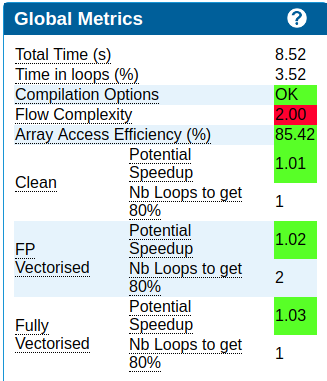 Global Metrics ?
Total Time (s) 8.52
Time in loops (%) 3.52
Compilation Options OK
Flow Complexity 2.00
Array Access Efficiency (%) 85.42
Clean
Potential
Speedup
1.01
Nb Loops to get
80%
1
FP
Vectorised
Potential
Speedup
1.02
Nb Loops to get
80%
2
Fully
Vectorised
Potential
Speedup
1.03
Nb Loops to get
80%
1